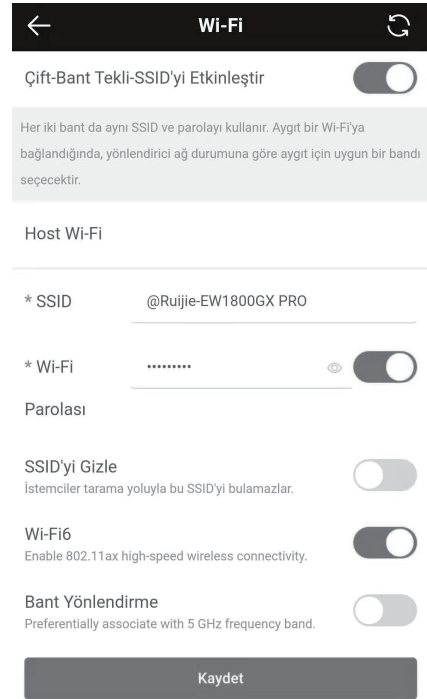 Wi-Fi
Çift-Bant Tekli-SSID'yi Etkinleştir
Her iki bant da aynı SSID ve parolayı kullanır. Aygıt bir Wi-Fi'ya
bağlandığında, yönlendirici ağ durumuna göre aygıt için uygun bir bandı
seçecektir.
Host Wi-Fi
* SSID @Ruijie-EW1800GX PRO
* Wi-Fi •••••••••
Parolası
SSID'yi Gizle
İstemciler tarama yoluyla bu SSID'yi bulamazlar.
Wi-Fi6
Enable 802.11ax high-speed wireless connectivity.
Bant Yönlendirme
Preferentially associate with 5 GHz frequency band.
Kaydet